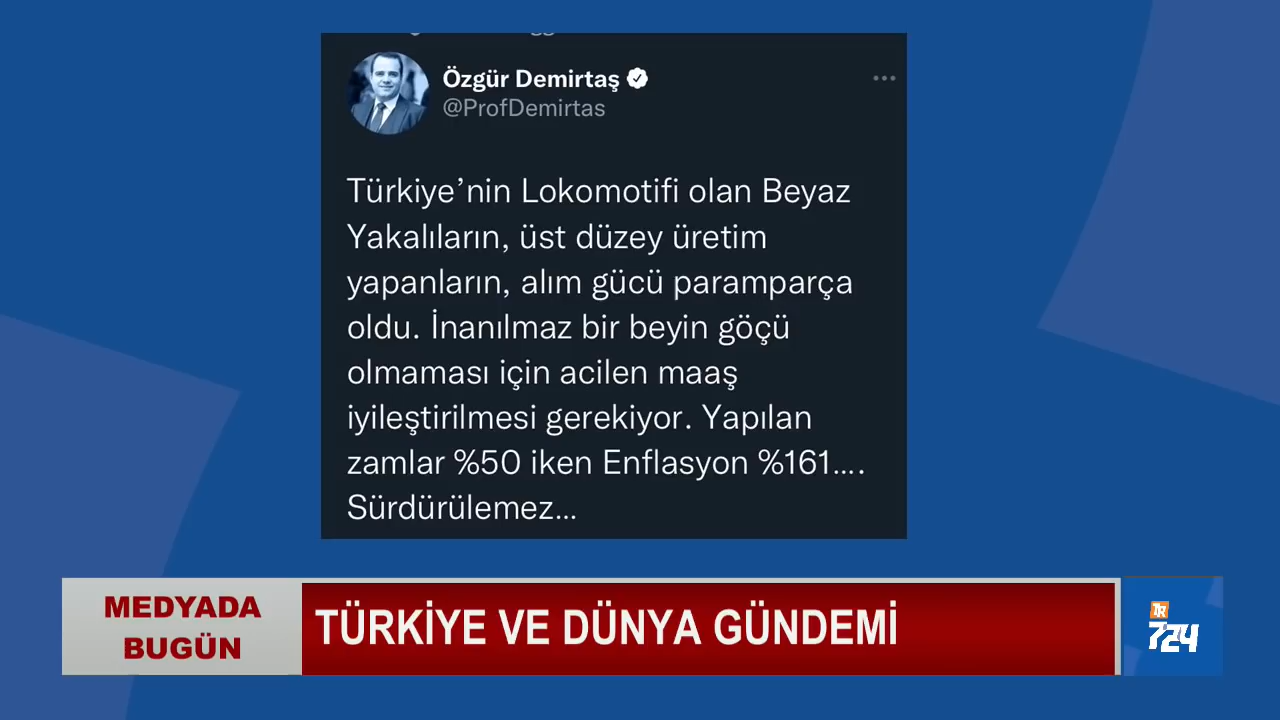 Özgür Demirtaş
@ProfDemirtas
Türkiye’nin Lokomotifi olan Beyaz
Yakalıların, üst düzey üretim
yapanların, alım gücü paramparça
oldu. İnanılmaz bir beyin göçü
olmaması için acilen maaş
iyileştirilmesi gerekiyor. Yapılan
zamlar %50 iken Enflasyon %161....
Sürdürülemez...
MEDYADA
BUGÜN
TÜRKİYE VE DÜNYA GÜNDEMİ
TR
7/24